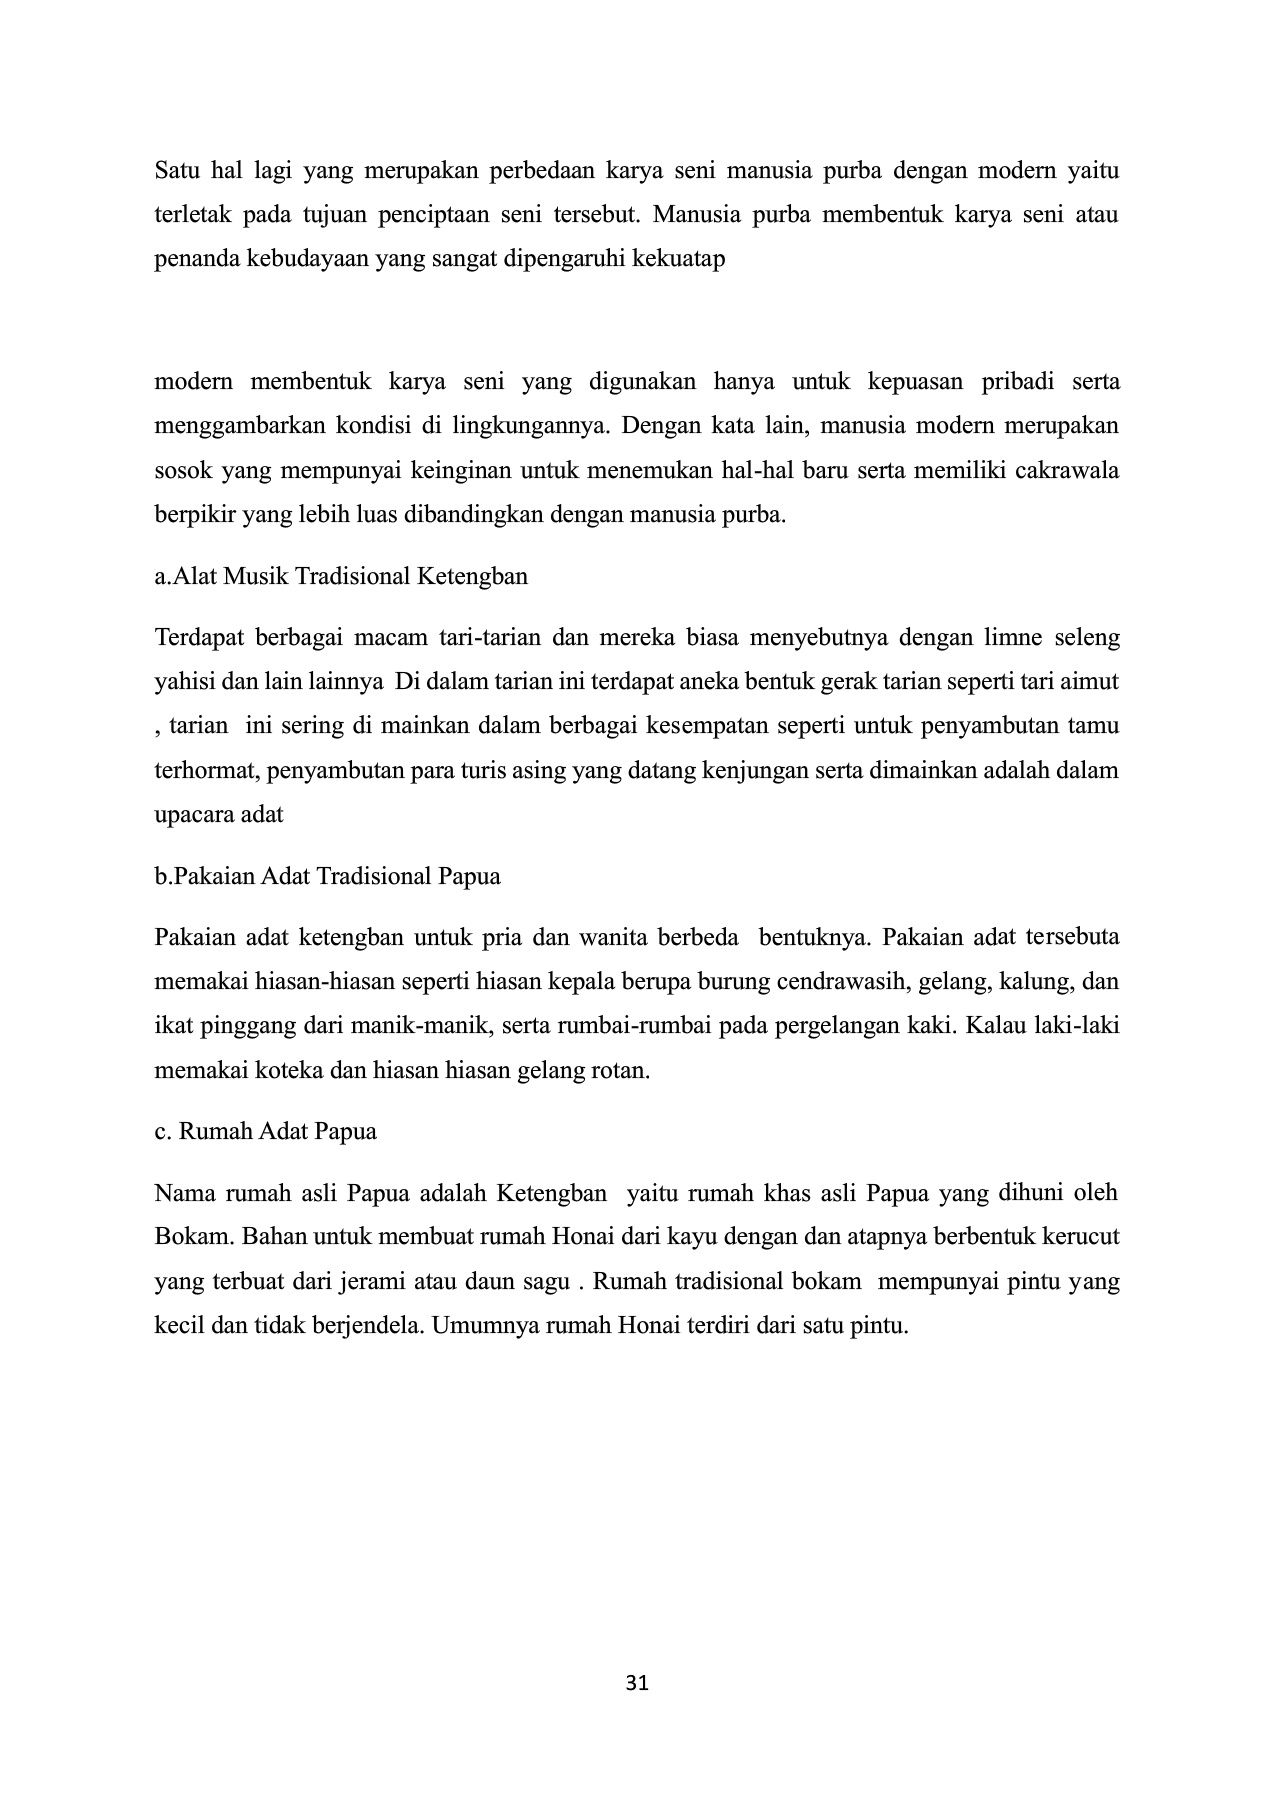 Satu hal lagi yang merupakan perbedaan karya seni manusia purba dengan modern yaitu
terletak pada tujuan penciptaan seni tersebut. Manusia purba membentuk karya seni atau
penanda kebudayaan yang sangat dipengaruhi kekuatap
modern membentuk karya seni yang digunakan hanya untuk kepuasan pribadi serta
menggambarkan kondisi di lingkungannya. Dengan kata lain, manusia modern merupakan
sosok yang mempunyai keinginan untuk menemukan hal-hal baru serta memiliki cakrawala
berpikir yang lebih luas dibandingkan dengan manusia purba.
a.Alat Musik Tradisional Ketengban
Terdapat berbagai macam tari-tarian dan mereka biasa menyebutnya dengan limne seleng
yahisi dan lain lainnya  Di dalam tarian ini terdapat aneka bentuk gerak tarian seperti tari aimut
, tarian  ini sering di mainkan dalam berbagai kesempatan seperti untuk penyambutan tamu
terhormat, penyambutan para turis asing yang datang kenjungan serta dimainkan adalah dalam
upacara adat
b.Pakaian Adat Tradisional Papua
Pakaian adat ketengban untuk pria dan wanita berbeda  bentuknya. Pakaian adat tersebuta
memakai hiasan-hiasan seperti hiasan kepala berupa burung cendrawasih, gelang, kalung, dan
ikat pinggang dari manik-manik, serta rumbai-rumbai pada pergelangan kaki. Kalau laki-laki
memakai koteka dan hiasan hiasan gelang rotan.
c. Rumah Adat Papua
Nama rumah asli Papua adalah Ketengban  yaitu rumah khas asli Papua yang dihuni oleh
Bokam. Bahan untuk membuat rumah Honai dari kayu dengan dan atapnya berbentuk kerucut
yang terbuat dari jerami atau daun sagu . Rumah tradisional bokam  mempunyai pintu yang
kecil dan tidak berjendela. Umumnya rumah Honai terdiri dari satu pintu.
31